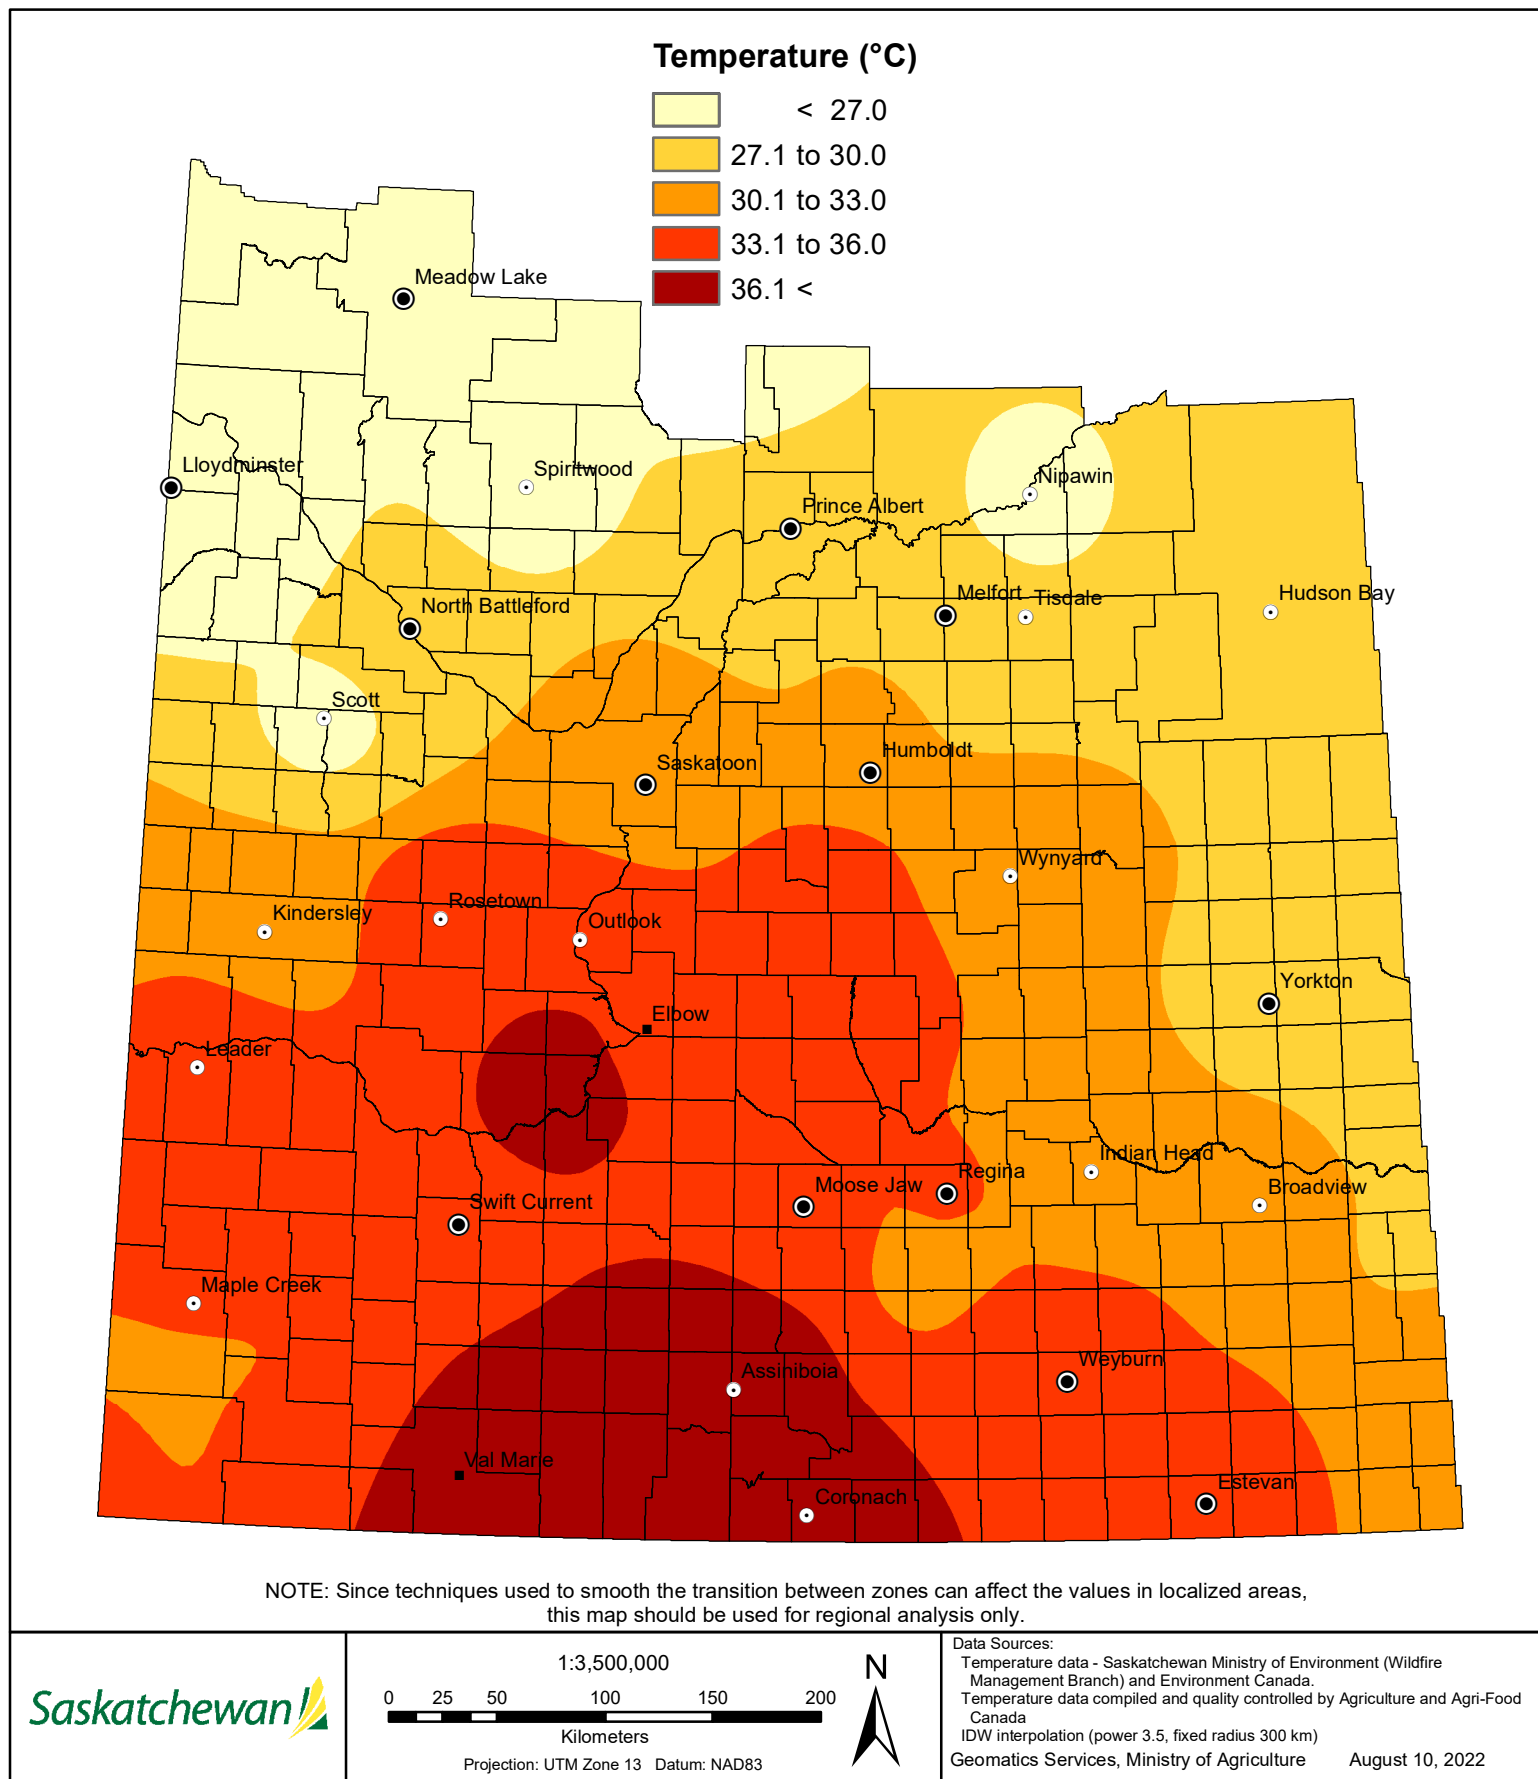 Temperature (°C)
< 27.0
27.1 to 30.0
30.1 to 33.0
33.1 to 36.0
36.1 <
Meadow Lake
Lloydminster
Spiritwood
Nipawin
Prince Albert
Hudson Bay
Melfort
Tisdale
North Battleford
Scott
Humboldt
Saskatoon
Wynyard
Rosetown
Kindersley
Outlook
Yorkton
Elbow
Leader
Indian Head
Regina
Moose Jaw
Broadview
Swift Current
Maple Creek
Weyburn
Assiniboia
Val Marie
Estevan
Coronach
NOTE: Since techniques used to smooth the transition between zones can affect the values in localized areas,
this map should be used for regional analysis only.
Saskatchewan
1:3,500,000
0 25 50 100 150 200
Kilometers
Projection: UTM Zone 13 Datum: NAD83
N
Data Sources:
Temperature data - Saskatchewan Ministry of Environment (Wildfire
Management Branch) and Environment Canada.
Temperature data compiled and quality controlled by Agriculture and Agri-Food
Canada
IDW interpolation (power 3.5, fixed radius 300 km)
Geomatics Services, Ministry of Agriculture August 10, 2022